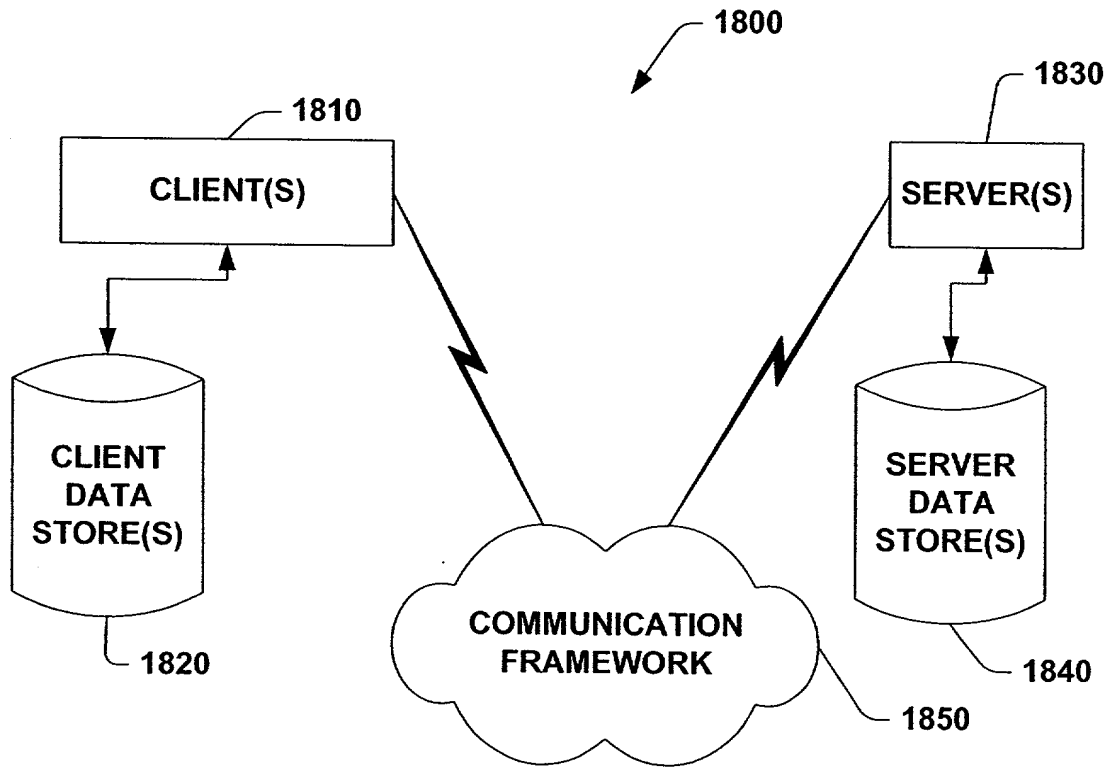 1800
1810
1830
CLIENT(S)
SERVER(S)
CLIENT
DATA
STORE(S)
SERVER
DATA
STORE(S)
COMMUNICATION
FRAMEWORK
1820
1840
1850